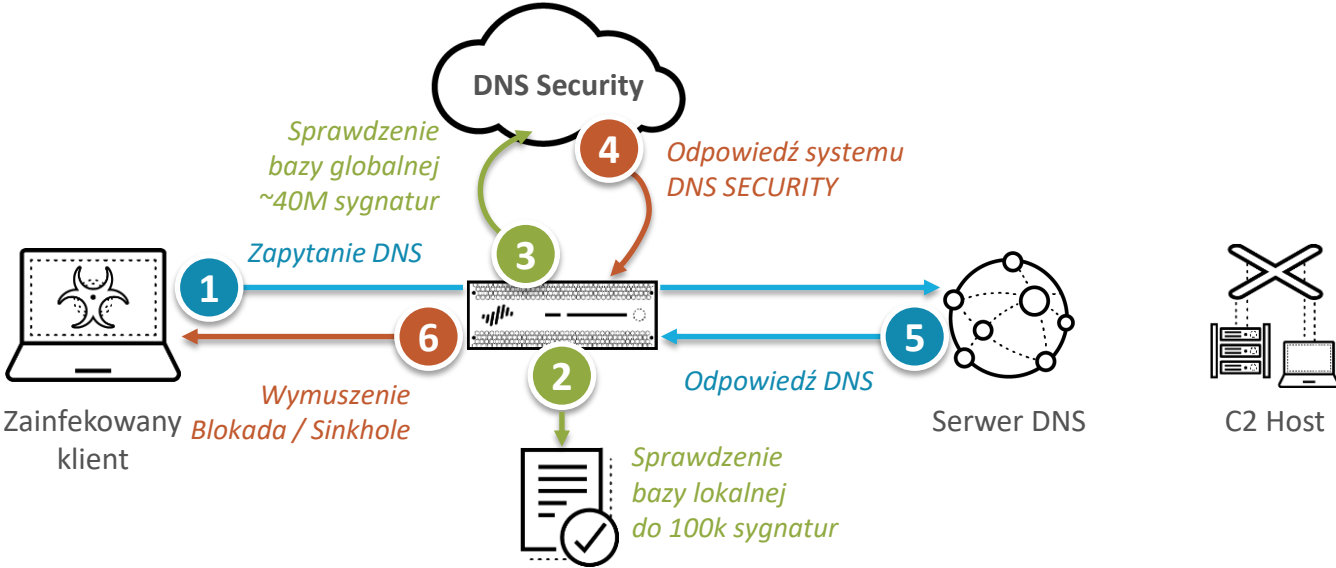 DNS Security
Sprawdzenie
bazy globalnej
~40M sygnatur
4
Odpowiedź systemu
DNS SECURITY
Zapytanie DNS
3
1
6
5
2
Odpowiedź DNS
Wymuszenie
Blokada / Sinkhole
Zainfekowany
klient
Serwer DNS
C2 Host
Sprawdzenie
bazy lokalnej
do 100k sygnatur